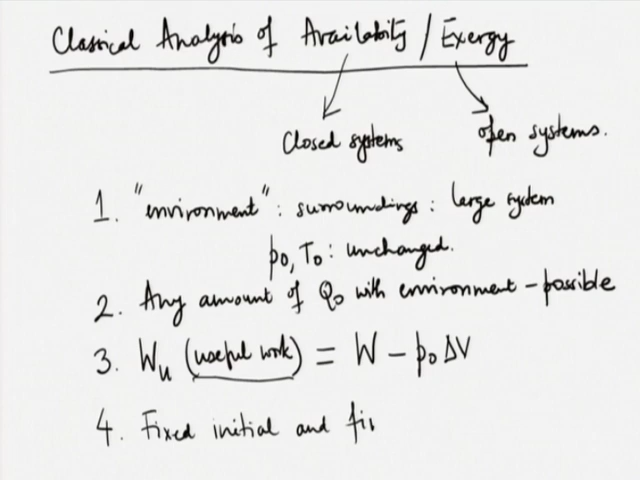 Classical Analysis of Availability / Exergy
Closed systems
open systems.
1. "environment" : surroundings : large system
p0, T0 : unchanged.
2. Any amount of Q0 with environment - possible
3. Wu (useful work) = W - p0 ΔV
4. Fixed initial and fi